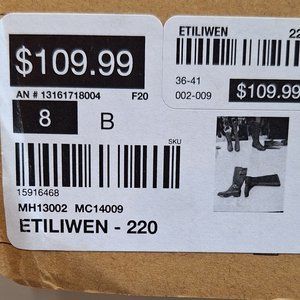 $109.99
AN # 13161718004 F20
8 B
SKU
15916468
MH13002 MC14009
ETILIWEN - 220
ETILIWEN 22
36-41
002-009 $109.99